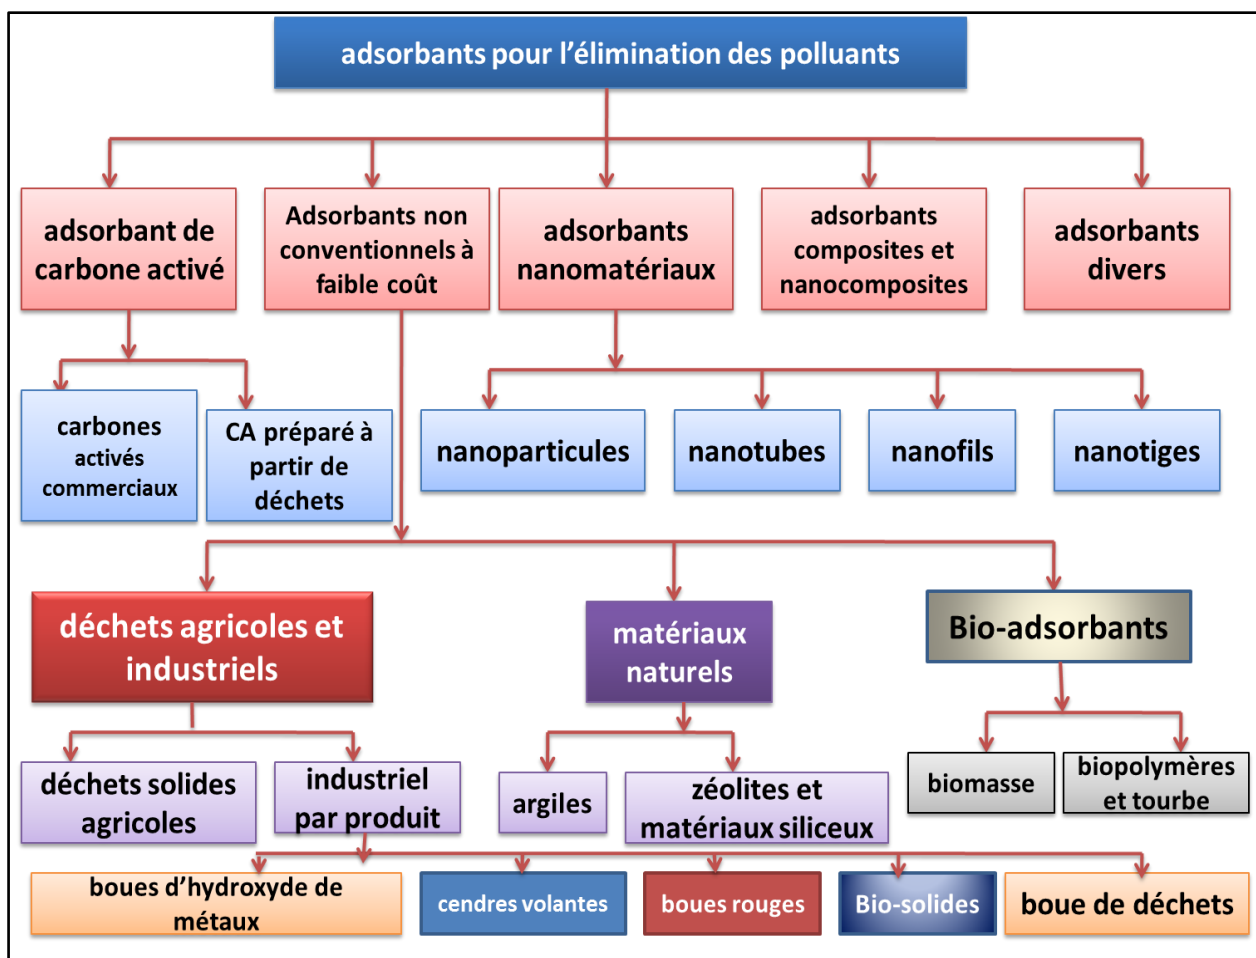 adsorbants pour l’élimination des polluants
adsorbant de
carbone activé
Adsorbants non
conventionnels à
faible coût
adsorbants
nanomatériaux
adsorbants
composites et
nanocomposites
adsorbants
divers
carbones
activés
commerciaux
CA préparé à
partir de
déchets
nanoparticules
nanotubes
nanofils
nanotiges
déchets agricoles et
industriels
matériaux
naturels
Bio-adsorbants
déchets solides
agricoles
industriel
par produit
argiles
zéolites et
matériaux siliceux
biomasse
biopolymères
et tourbe
boues d’hydroxyde de
métaux
cendres volantes
boues rouges
Bio-solides
boue de déchets